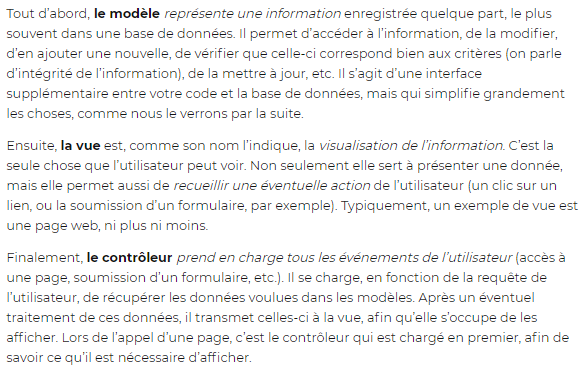 Tout d’abord, le modèle représente une information enregistrée quelque part, le plus
souvent dans une base de données. Il permet d’accéder à l’information, de la modifier,
d’en ajouter une nouvelle, de vérifier que celle-ci correspond bien aux critères (on parle
d’intégrité de l’information), de la mettre à jour, etc. Il s’agit d’une interface
supplémentaire entre votre code et la base de données, mais qui simplifie grandement
les choses, comme nous le verrons par la suite.
Ensuite, la vue est, comme son nom l’indique, la visualisation de l’information. C’est la
seule chose que l’utilisateur peut voir. Non seulement elle sert à présenter une donnée,
mais elle permet aussi de recueillir une éventuelle action de l’utilisateur (un clic sur un
lien, ou la soumission d’un formulaire, par exemple). Typiquement, un exemple de vue est
une page web, ni plus ni moins.
Finalement, le contrôleur prend en charge tous les événements de l’utilisateur (accès à
une page, soumission d’un formulaire, etc.). Il se charge, en fonction de la requête de
l’utilisateur, de récupérer les données voulues dans les modèles. Après un éventuel
traitement de ces données, il transmet celles-ci à la vue, afin qu’elle s’occupe de les
afficher. Lors de l’appel d’une page, c’est le contrôleur qui est chargé en premier, afin de
savoir ce qu’il est nécessaire d’afficher.